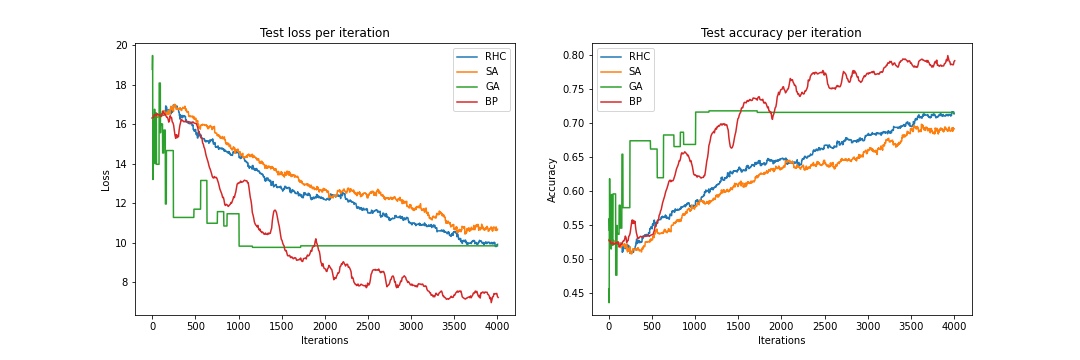 Test loss per iteration
20
18
16
14
12
10
8
Loss
0
500
1000
1500
2000
2500
3000
3500
4000
Iterations
RHC
SA
GA
BP
Test accuracy per iteration
0.80
0.75
0.70
0.65
0.60
0.55
0.50
0.45
Accuracy
0
500
1000
1500
2000
2500
3000
3500
4000
Iterations
RHC
SA
GA
BP